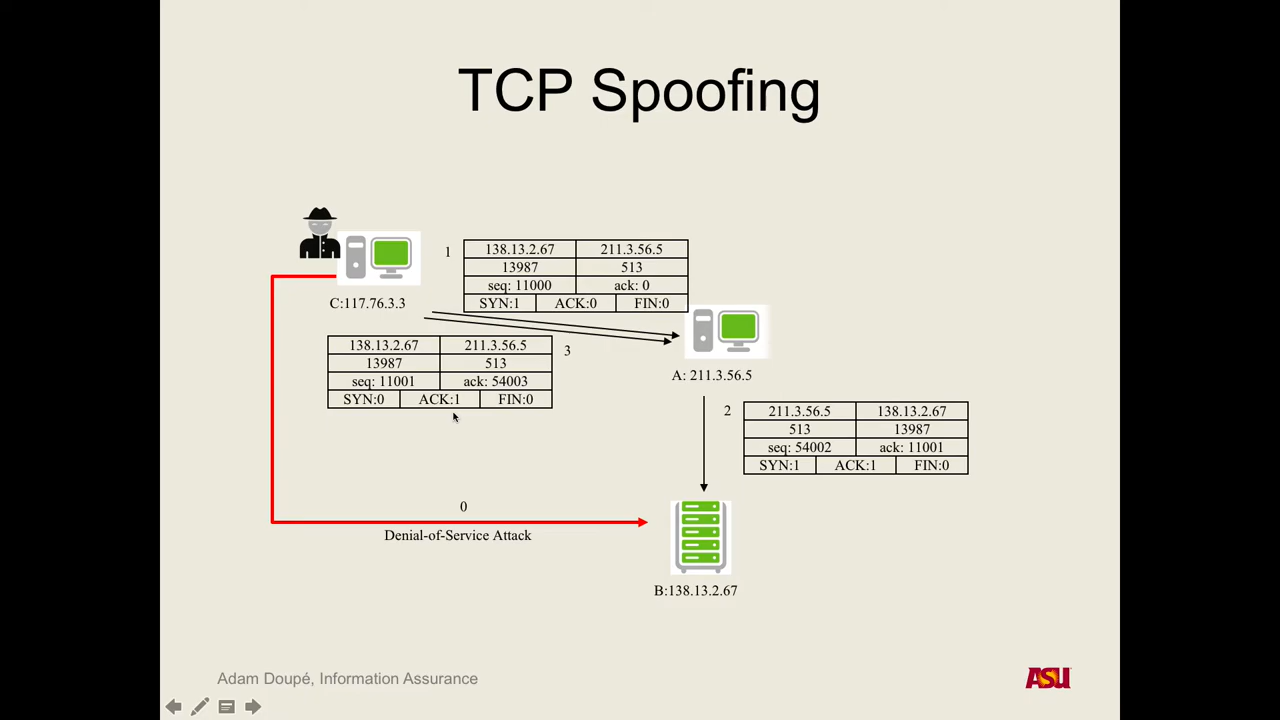 TCP Spoofing
1
138.13.2.67 211.3.56.5
13987 513
seq: 11000 ack: 0
SYN:1 ACK:0 FIN:0
C:117.76.3.3
138.13.2.67 211.3.56.5
13987 513
seq: 11001 ack: 54003
SYN:0 ACK:1 FIN:0
3
A: 211.3.56.5
2
211.3.56.5 138.13.2.67
513 13987
seq: 54002 ack: 11001
SYN:1 ACK:1 FIN:0
0
Denial-of-Service Attack
B:138.13.2.67
Adam Doupé, Information Assurance
ASU